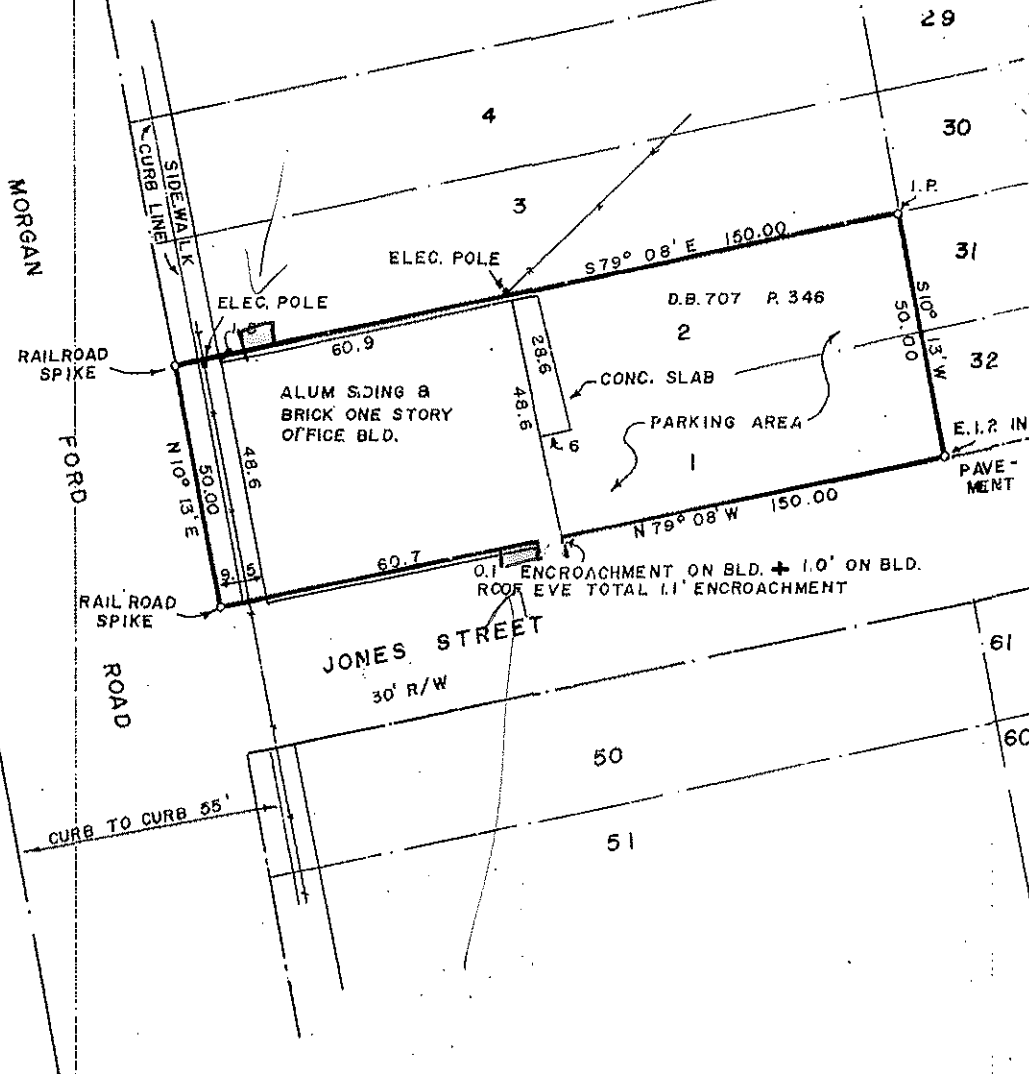 29
4
30
SIDEWALK
CURB LINE
MORGAN
FORD
ROAD
3
I.P.
31
ELEC. POLE
S 79° 08' E 150.00
ELEC. POLE
1.8
D.B. 707 P. 346
2
S 10° 13' W
50.00
RAILROAD
SPIKE
60.9
28.6
32
ALUM SIDING &
BRICK ONE STORY
OFFICE BLD.
CONC. SLAB
48.6
PARKING AREA
6
1
E.I.P. IN
PAVE-
MENT
N 10° 13' E
50.00
48.6
N 79° 08' W 150.00
9.5
60.7
0.1' ENCROACHMENT ON BLD. + 1.0' ON BLD.
ROOF EVE TOTAL 1.1' ENCROACHMENT
RAIL ROAD
SPIKE
JONES STREET
30' R/W
61
60
50
CURB TO CURB 55'
51